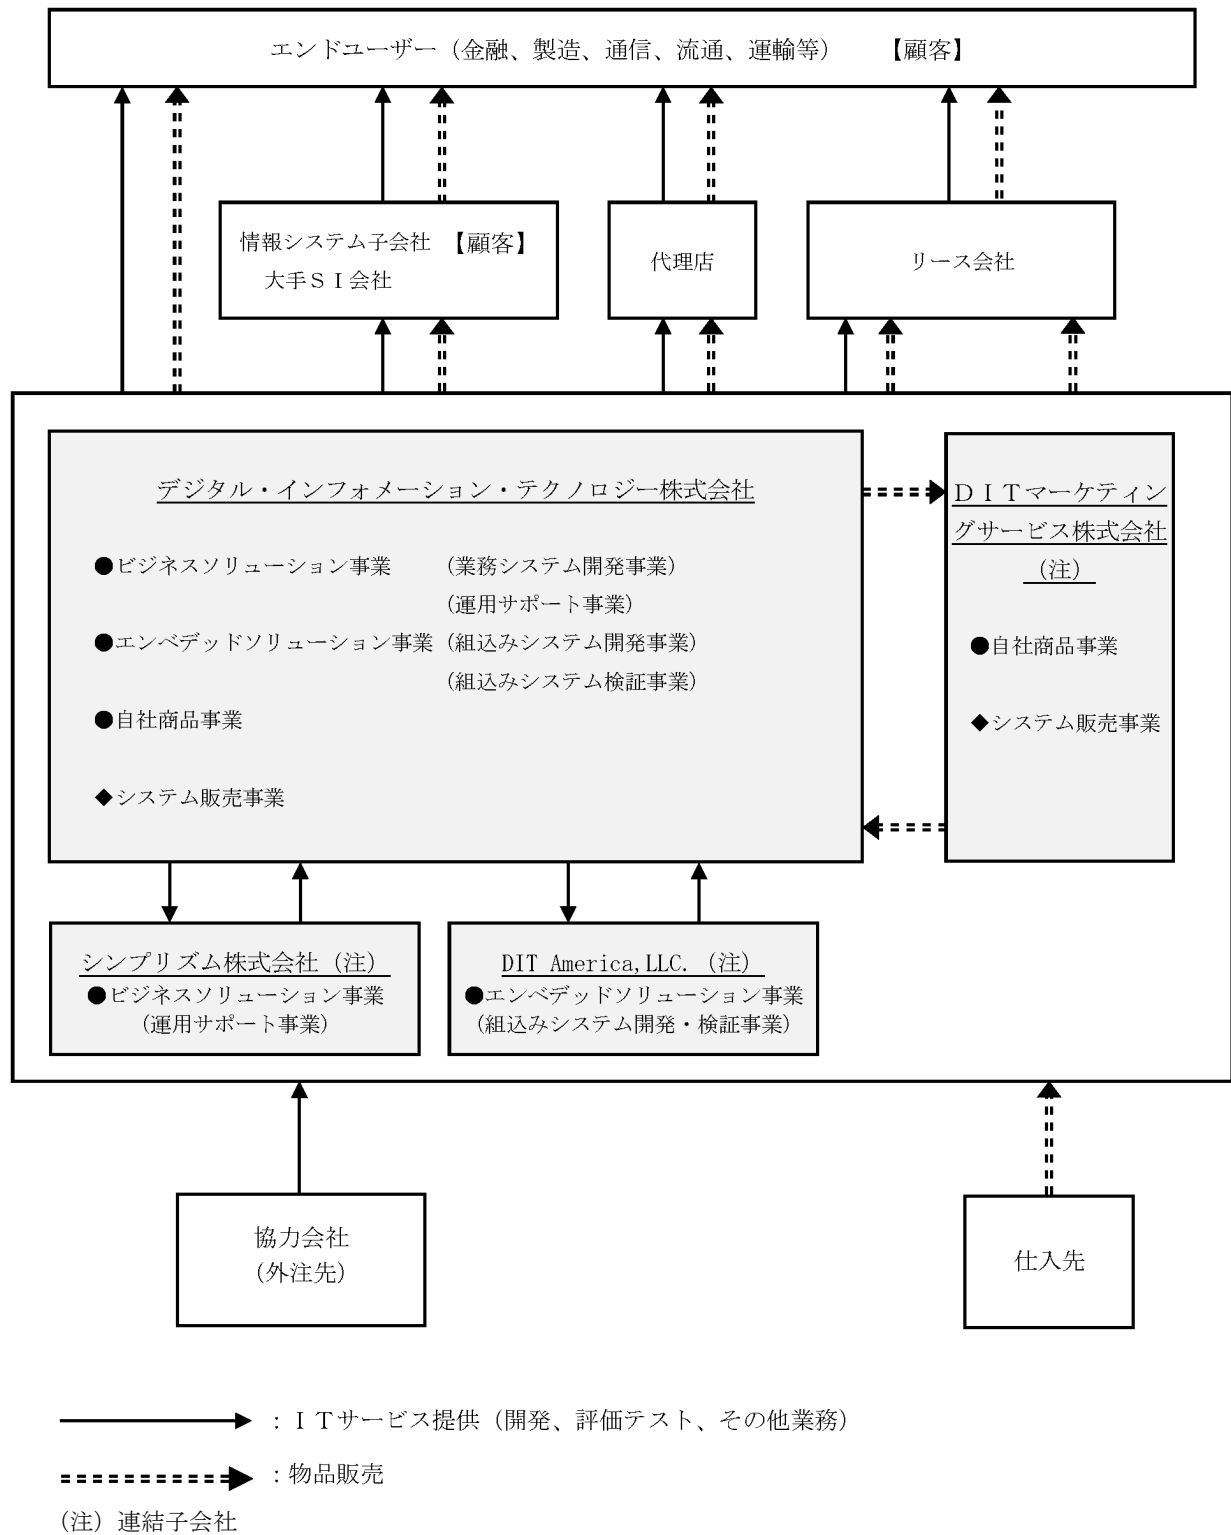 エンドユーザー（金融、製造、通信、流通、運輸等）　【顧客】
情報システム子会社　【顧客】
大手ＳＩ会社
代理店
リース会社
デジタル・インフォメーション・テクノロジー株式会社
●ビジネスソリューション事業　（業務システム開発事業）
（運用サポート事業）
●エンベデッドソリューション事業　（組込みシステム開発事業）
（組込みシステム検証事業）
●自社商品事業
◆システム販売事業
ＤＩＴマーケティン
グサービス株式会社
（注）
●自社商品事業
◆システム販売事業
シンプリズム株式会社（注）
●ビジネスソリューション事業
（運用サポート事業）
DIT America,LLC.（注）
●エンベデッドソリューション事業
（組込みシステム開発・検証事業）
協力会社
（外注先）
仕入先
：ＩＴサービス提供（開発、評価テスト、その他業務）
：物品販売
（注）連結子会社